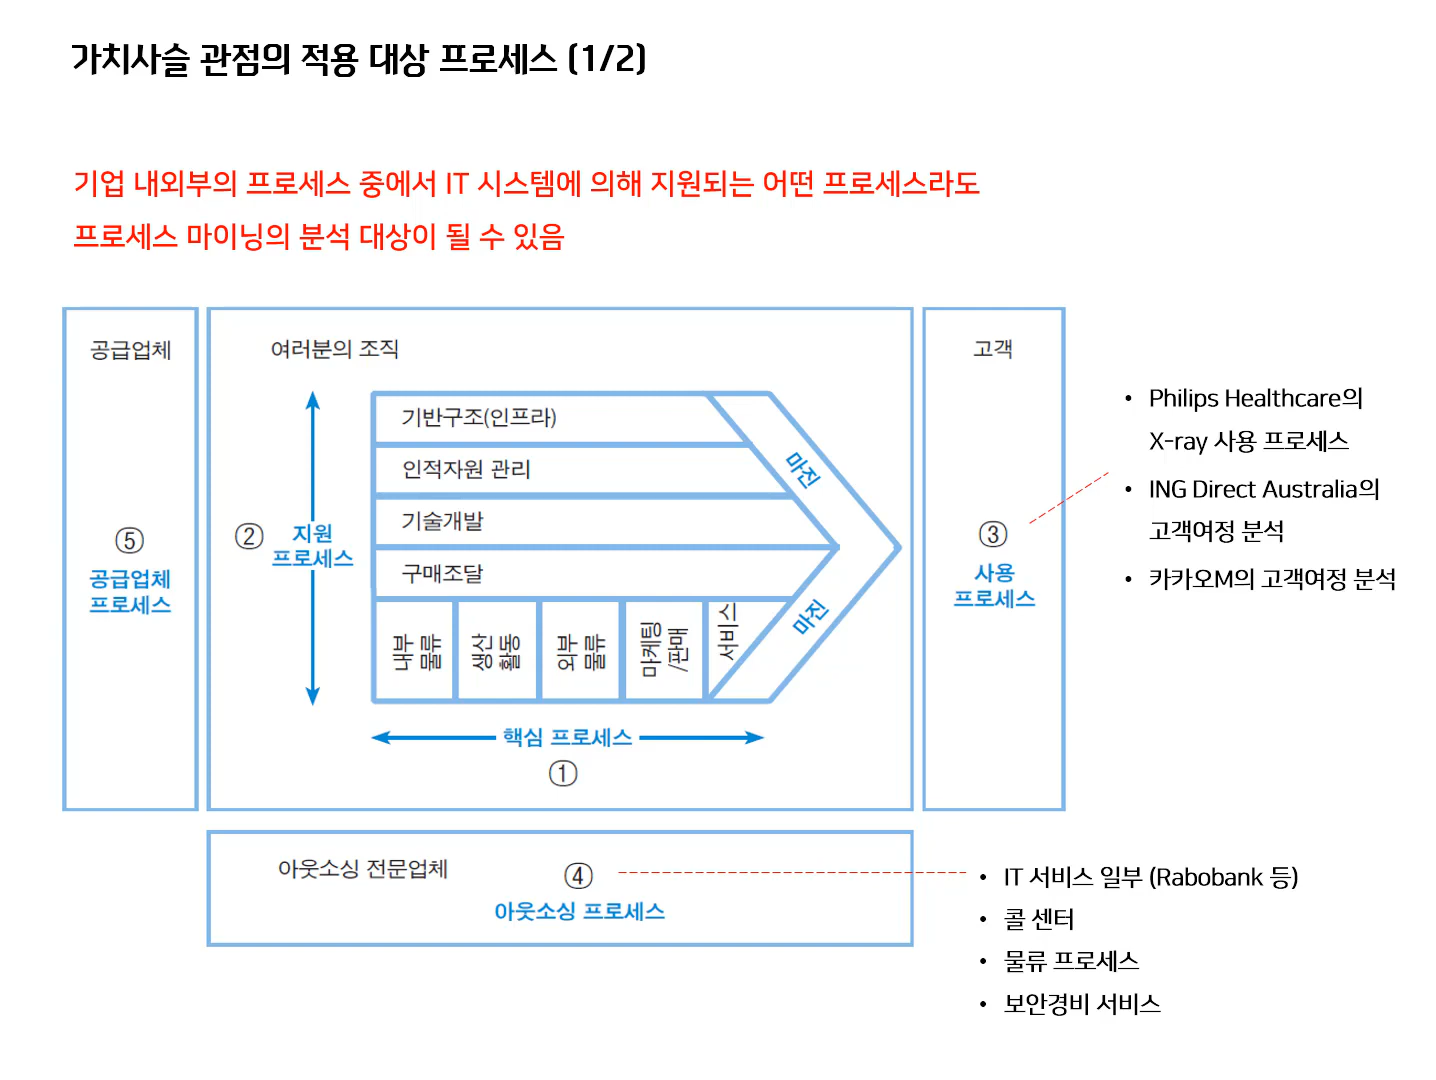 가치사슬 관점의 적용 대상 프로세스 (1/2)
기업 내외부의 프로세스 중에서 IT 시스템에 의해 지원되는 어떤 프로세스라도
프로세스 마이닝의 분석 대상이 될 수 있음
공급업체
⑤
공급업체
프로세스
여러분의 조직
②
지원
프로세스
기반구조(인프라)
인적자원 관리
기술개발
구매조달
내부
물류
생산
활동
외부
물류
마케팅
/판매
서비스
마진
마진
핵심 프로세스
①
고객
③
사용
프로세스
• Philips Healthcare의
X-ray 사용 프로세스
• ING Direct Australia의
고객여정 분석
• 카카오M의 고객여정 분석
아웃소싱 전문업체
④
아웃소싱 프로세스
• IT 서비스 일부 (Rabobank 등)
• 콜 센터
• 물류 프로세스
• 보안경비 서비스